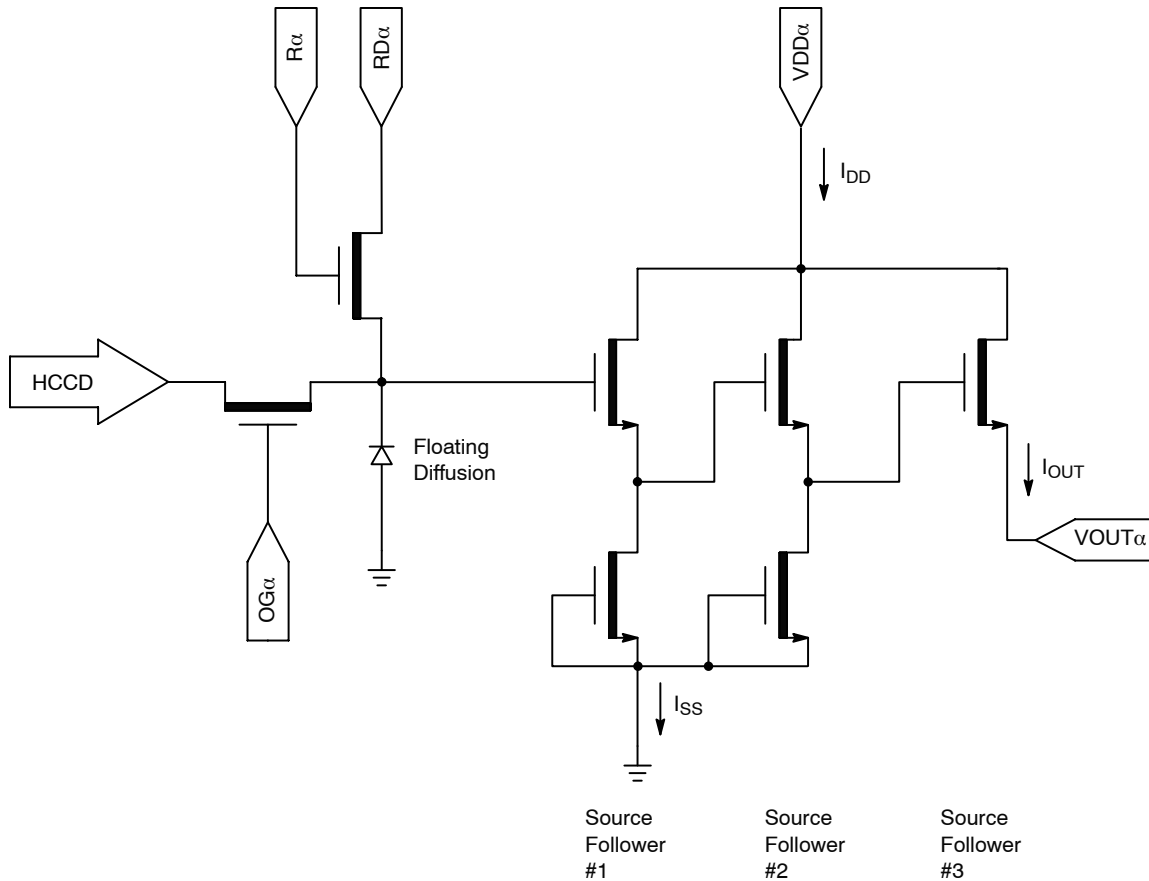 Rα
RDα
VDDα
IDD
HCCD
Floating
Diffusion
IOUT
VOUTα
OGα
ISS
Source
Follower
#1
Source
Follower
#2
Source
Follower
#3